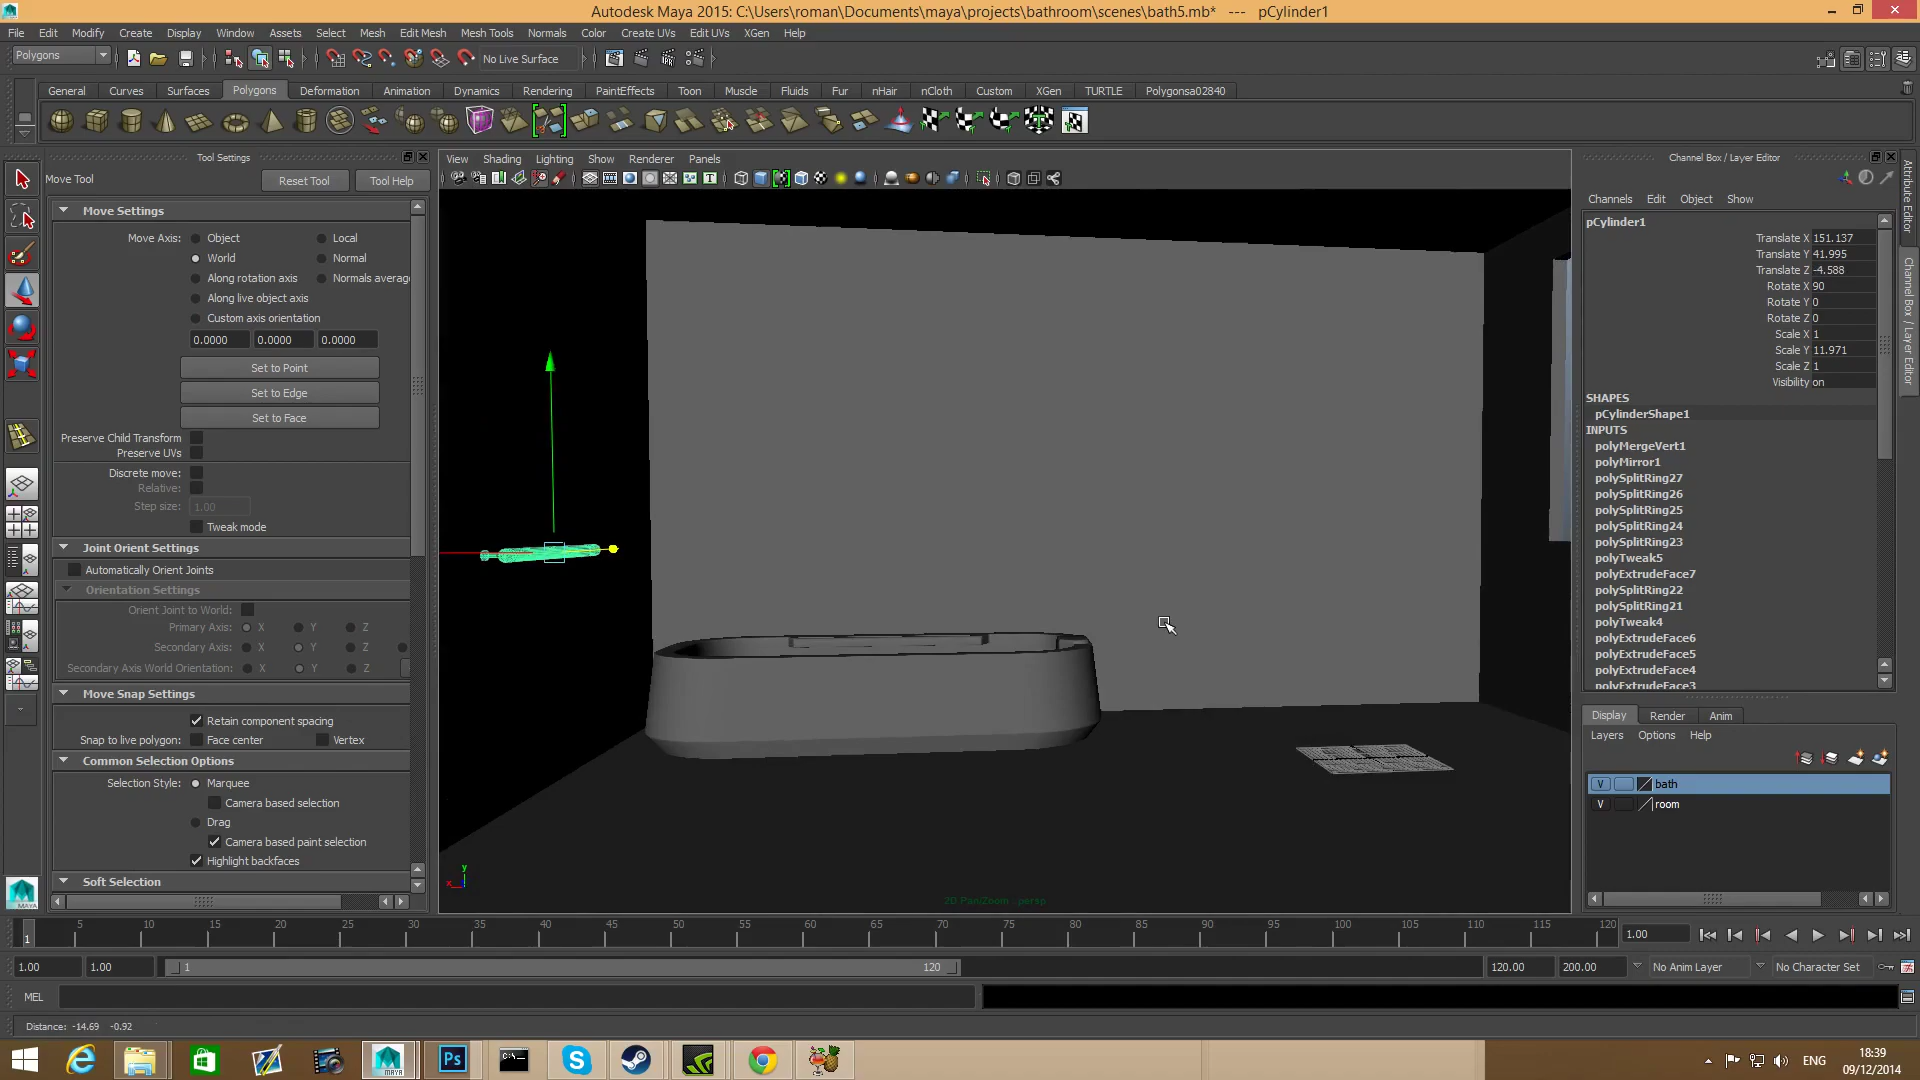 Autodesk Maya 2015: C:\Users\roman\Documents\maya\projects\bathroom\scenes\bath5.mb* --- pCylinder1
File Edit Modify Create Display Window Assets Select Mesh Edit Mesh Mesh Tools Normals Color Create UVs Edit UVs XGen Help
Polygons
No Live Surface
General Curves Surfaces Polygons Deformation Animation Dynamics Rendering PaintEffects Toon Muscle Fluids Fur nHair nCloth Custom XGen TURTLE Polygonsa02840
Tool Settings
Move Tool Reset Tool Tool Help
Move Settings
Move Axis: Object Local
World Normal
Along rotation axis Normals averag
Along live object axis
Custom axis orientation
0.0000 0.0000 0.0000
Set to Point
Set to Edge
Set to Face
Preserve Child Transform
Preserve UVs
Discrete move:
Relative:
Step size: 1.00
Tweak mode
Joint Orient Settings
Automatically Orient Joints
Orientation Settings
Orient Joint to World:
Primary Axis: X Y Z
Secondary Axis: X Y Z
Secondary Axis World Orientation: X Y Z
Move Snap Settings
Retain component spacing
Snap to live polygon: Face center Vertex
Common Selection Options
Selection Style: Marquee
Camera based selection
Drag
Camera based paint selection
Highlight backfaces
Soft Selection
View Shading Lighting Show Renderer Panels
y
x
2D Pan/Zoom : persp
Channel Box / Layer Editor
Channels Edit Object Show
pCylinder1
Translate X 151.137
Translate Y 41.995
Translate Z -4.588
Rotate X 90
Rotate Y 0
Rotate Z 0
Scale X 1
Scale Y 11.971
Scale Z 1
Visibility on
SHAPES
pCylinderShape1
INPUTS
polyMergeVert1
polyMirror1
polySplitRing27
polySplitRing26
polySplitRing25
polySplitRing24
polySplitRing23
polyTweak5
polyExtrudeFace7
polySplitRing22
polySplitRing21
polyTweak4
polyExtrudeFace6
polyExtrudeFace5
polyExtrudeFace4
polyExtrudeFace3
Display Render Anim
Layers Options Help
V bath
V room
Attribute Editor
Channel Box / Layer Editor
1 5 10 15 20 25 30 35 40 45 50 55 60 65 70 75 80 85 90 95 100 105 110 115 120
1.00
1.00 1.00 1 120 120.00 200.00 No Anim Layer No Character Set
MEL
Distance: -14.69 -0.92
MAYA
Ps
ENG
18:39
09/12/2014